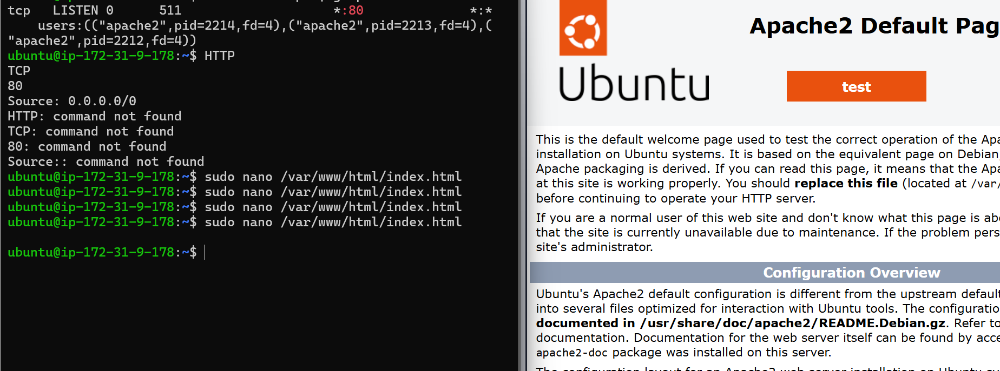 tcp   LISTEN 0      511                    *:80              *:*
    users:(("apache2",pid=2214,fd=4),("apache2",pid=2213,fd=4),(
"apache2",pid=2212,fd=4))
ubuntu@ip-172-31-9-178:~$ HTTP
TCP
80
Source: 0.0.0.0/0
HTTP: command not found
TCP: command not found
80: command not found
Source:: command not found
ubuntu@ip-172-31-9-178:~$ sudo nano /var/www/html/index.html
ubuntu@ip-172-31-9-178:~$ sudo nano /var/www/html/index.html
ubuntu@ip-172-31-9-178:~$ sudo nano /var/www/html/index.html
ubuntu@ip-172-31-9-178:~$ sudo nano /var/www/html/index.html
ubuntu@ip-172-31-9-178:~$
Apache2 Default Pag
Ubuntu
test
This is the default welcome page used to test the correct operation of the Apa
installation on Ubuntu systems. It is based on the equivalent page on Debian,
Apache packaging is derived. If you can read this page, it means that the Apa
at this site is working properly. You should replace this file (located at /var/
before continuing to operate your HTTP server.
If you are a normal user of this web site and don't know what this page is abo
that the site is currently unavailable due to maintenance. If the problem pers
site's administrator.
Configuration Overview
Ubuntu's Apache2 default configuration is different from the upstream default
into several files optimized for interaction with Ubuntu tools. The configuratio
documented in /usr/share/doc/apache2/README.Debian.gz. Refer to
documentation. Documentation for the web server itself can be found by acce
apache2-doc package was installed on this server.